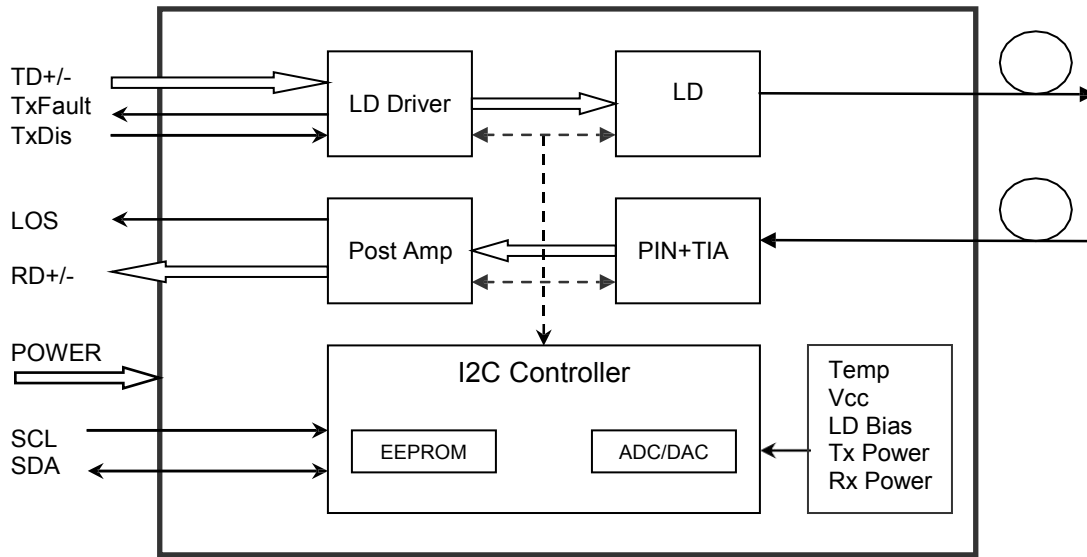 TD+/-
TxFault
TxDis
LD Driver
LD
LOS
RD+/-
Post Amp
PIN+TIA
POWER
SCL
SDA
I2C Controller
EEPROM
ADC/DAC
Temp
Vcc
LD Bias
Tx Power
Rx Power